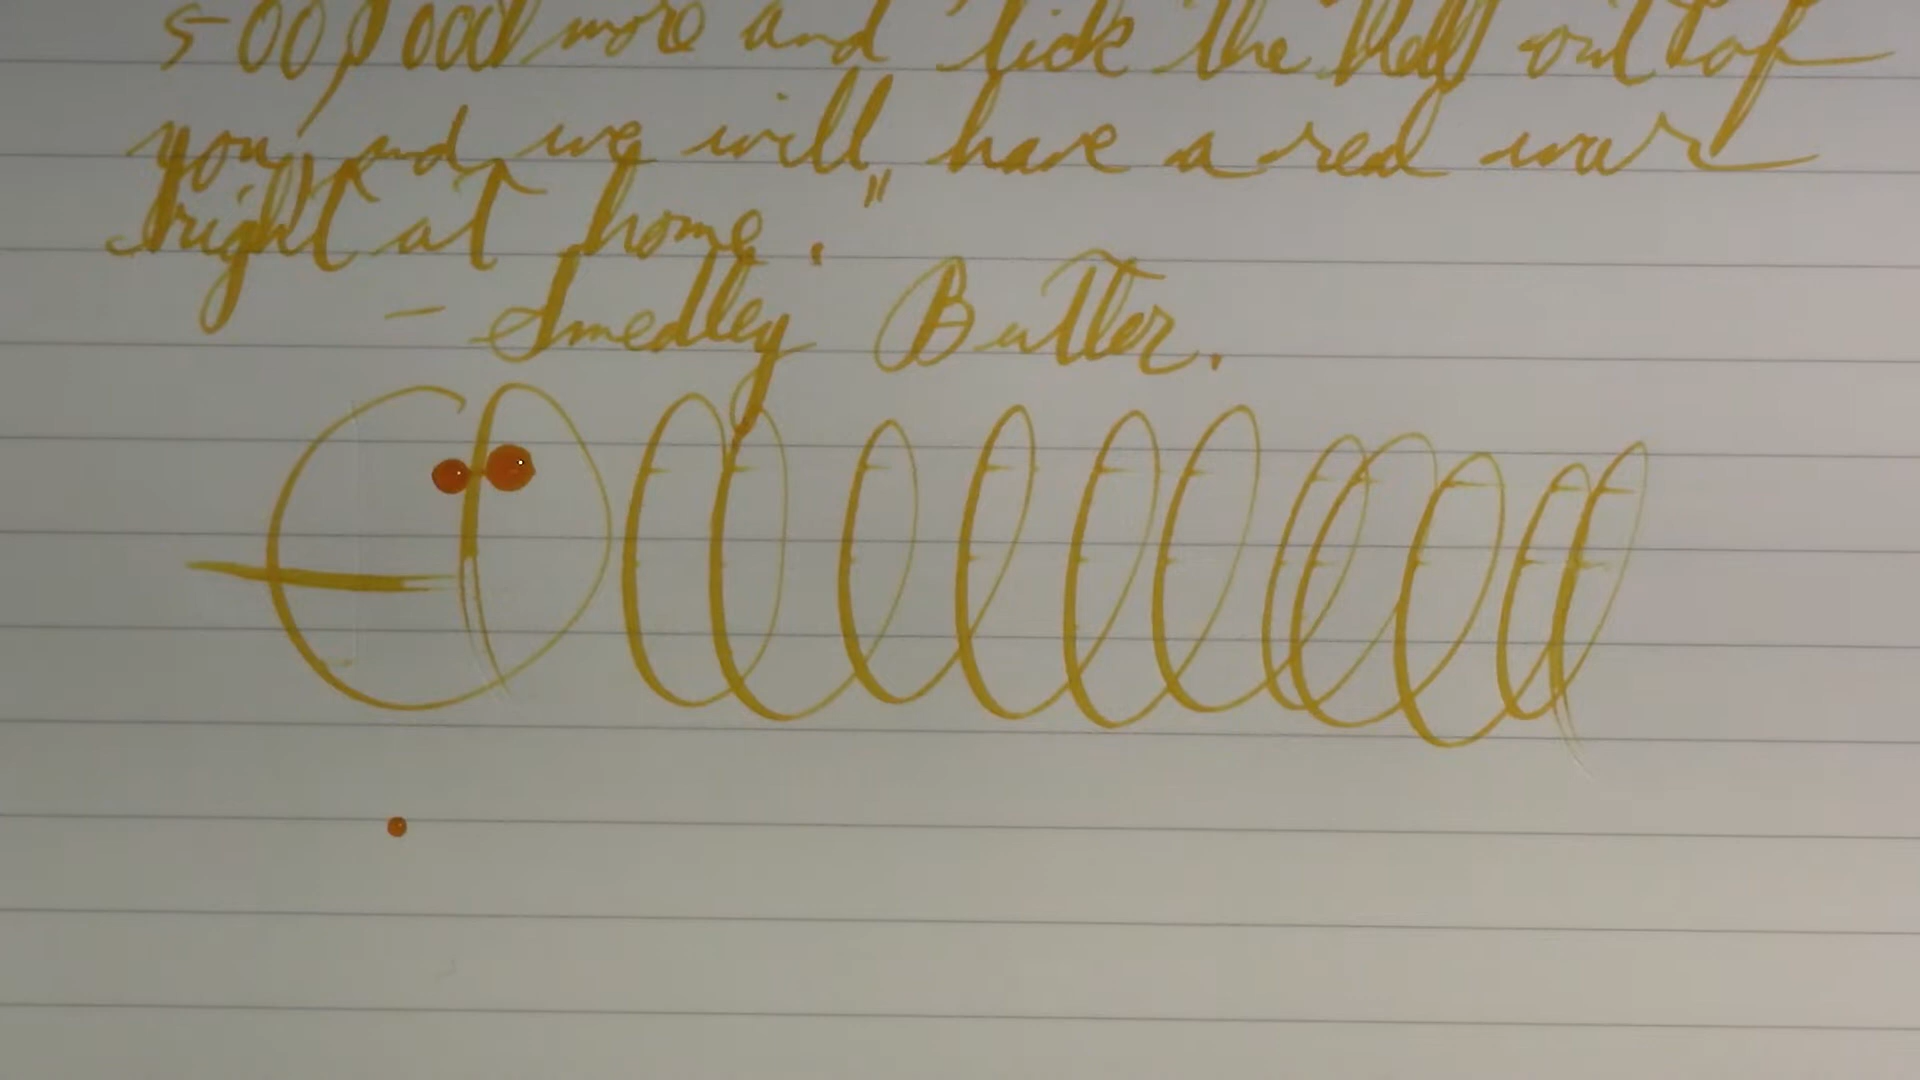 500,000 more and lick the hell out of
you, and we will have a real war
right at home."
- Smedley Butler.